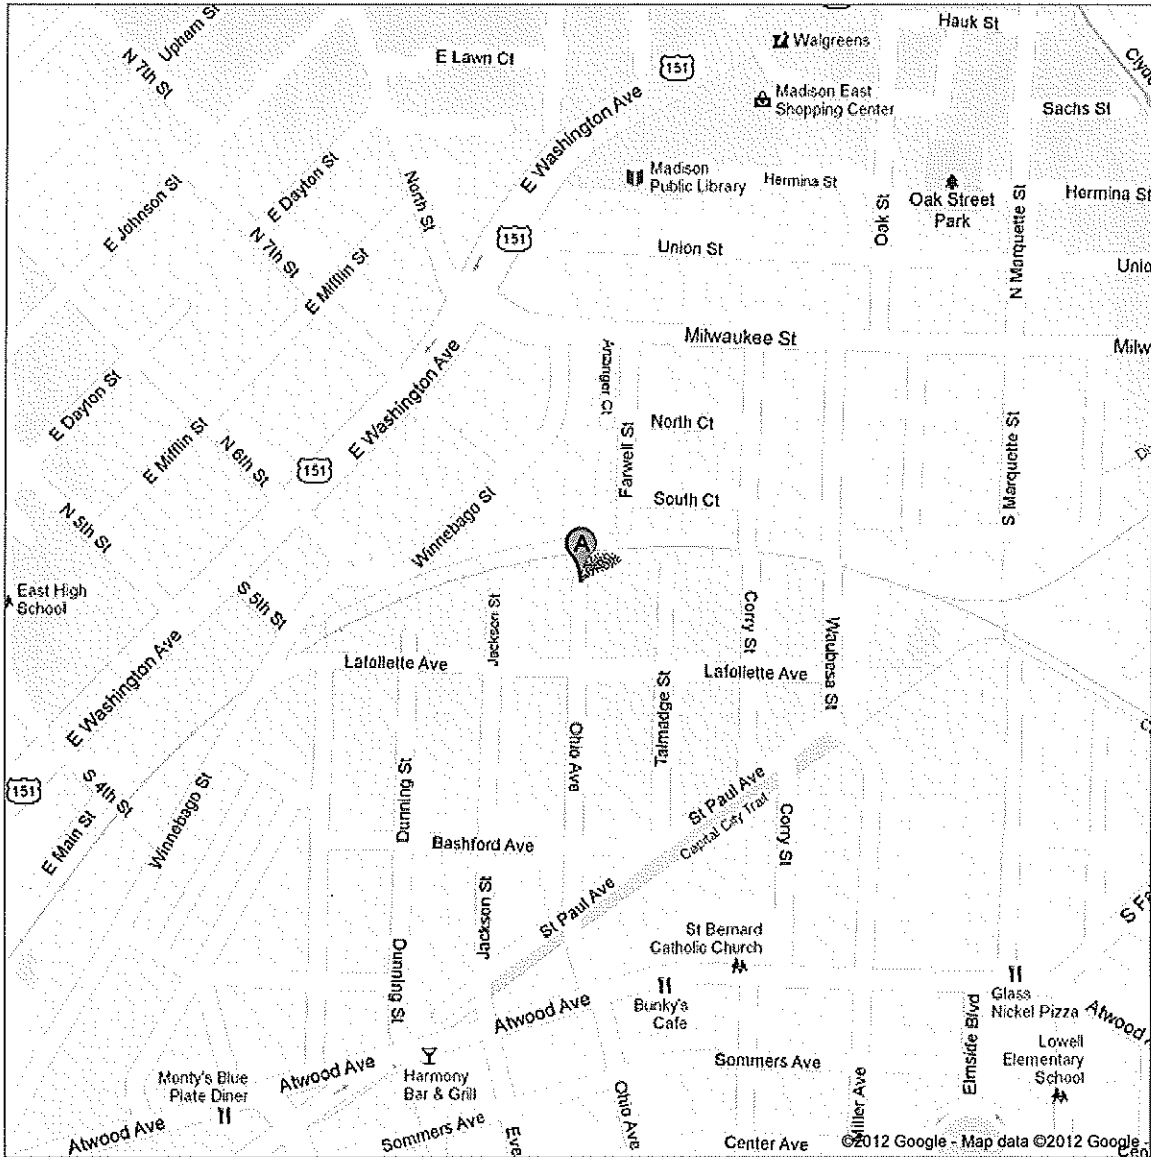 Upham St
N 7th St
E Lawn Ct
151
Walgreens
Hauk St
Madison East
Shopping Center
Sachs St
E Washington Ave
E Dayton St
E Johnson St
N 7th St
E Mifflin St
North St
Madison
Public Library
Hermina St
Oak St
Oak Street
Park
N Marquette St
Hermina St
151
Union St
Milwaukee St
E Washington Ave
E Dayton St
E Mifflin St
N 6th St
151
N 5th St
Farwell St
North Ct
South Ct
S Marquette St
Winnebago St
A
East High
School
S 5th St
E Washington Ave
Jackson St
Lafollette Ave
Corry St
Waubesa St
Lafollette Ave
Talmadge St
Ohio Ave
Dunning St
151
S 4th St
E Main St
Winnebago St
St Paul Ave
Capital City Trail
Corry St
Bashford Ave
Jackson St
St Paul Ave
St Bernard
Catholic Church
Dunning St
Atwood Ave
Bunky's
Cafe
Glass
Nickel Pizza
Elmside Blvd
Atwood
Lowell
Elementary
School
Harmony
Bar & Grill
Atwood Ave
Monty's Blue
Plate Diner
Sommers Ave
Miller Ave
Ohio Ave
Atwood Ave
Sommers Ave
Center Ave
©2012 Google - Map data ©2012 Google -